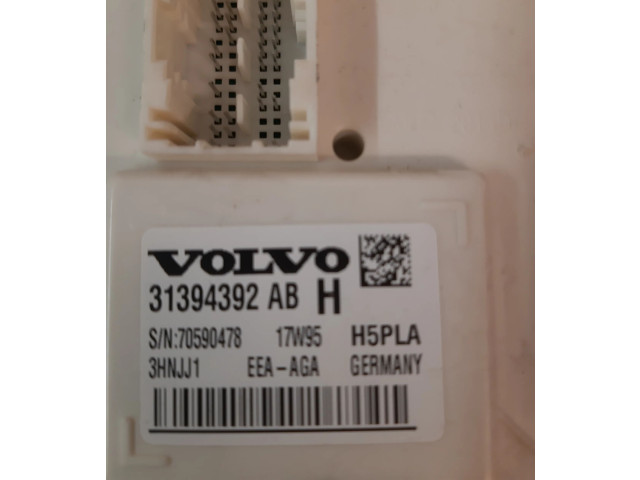 VOLVO
31394392 AB H
S/N:70590478 17W95 H5PLA
3HNJJ1 EEA-AGA GERMANY